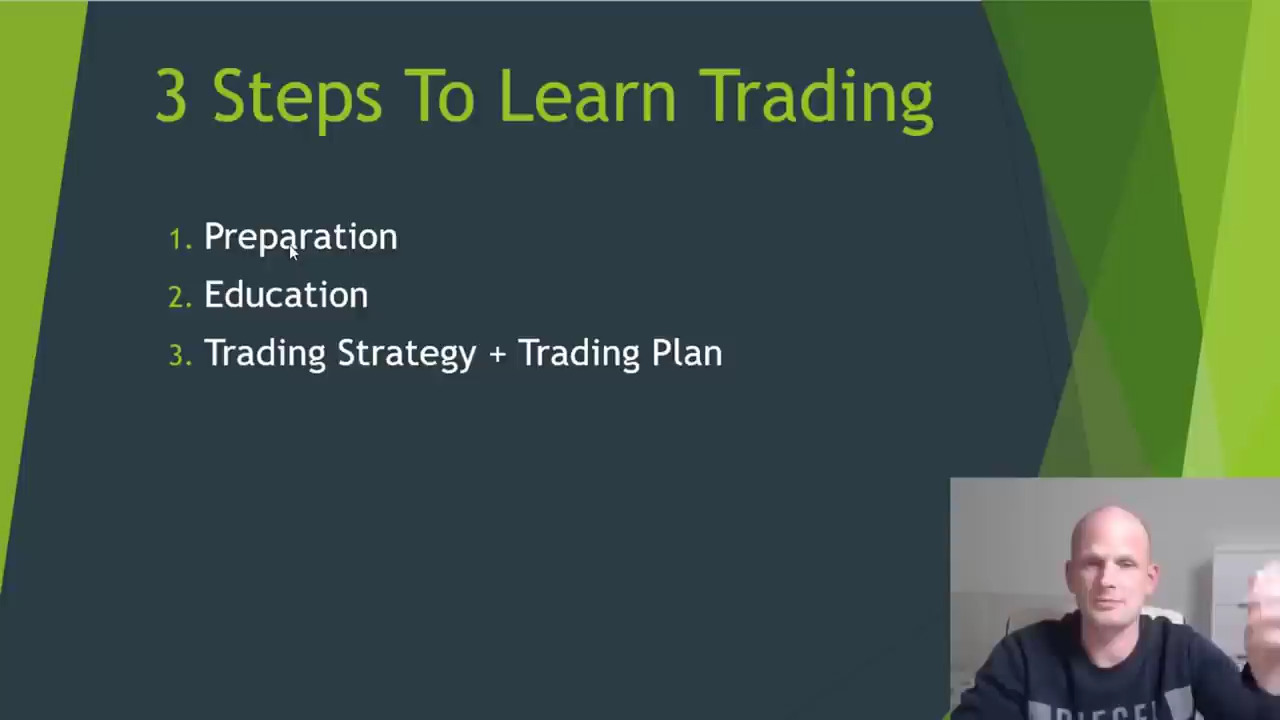 3 Steps To Learn Trading
1. Preparation
2. Education
3. Trading Strategy + Trading Plan